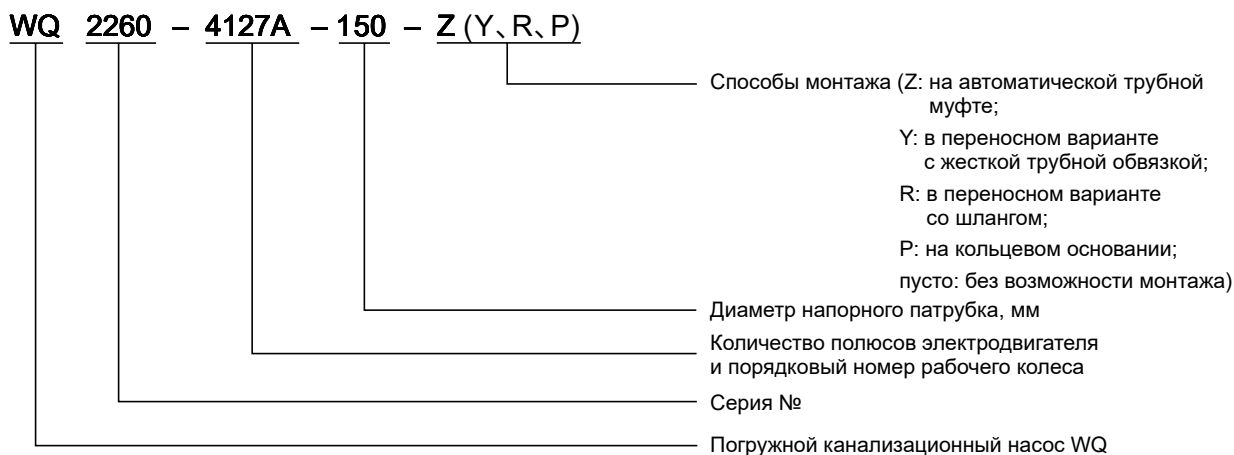 WQ 2260 – 4127A – 150 – Z (Y、R、P)
Способы монтажа (Z: на автоматической трубной
муфте;
Y: в переносном варианте
с жесткой трубной обвязкой;
R: в переносном варианте
со шлангом;
P: на кольцевом основании;
пусто: без возможности монтажа)
Диаметр напорного патрубка, мм
Количество полюсов электродвигателя
и порядковый номер рабочего колеса
Серия №
Погружной канализационный насос WQ